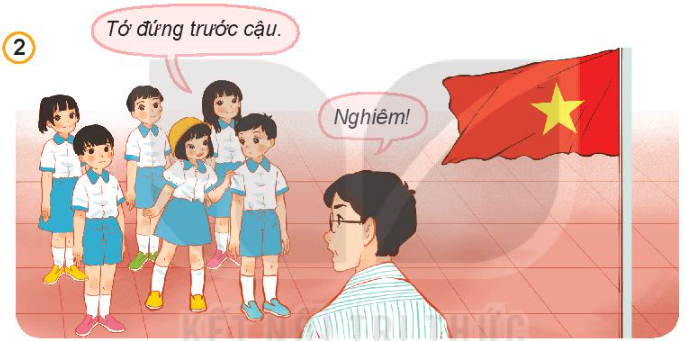 2
Tớ đứng trước cậu.
Nghiêm!
KẾT NỐI TRI THỨC